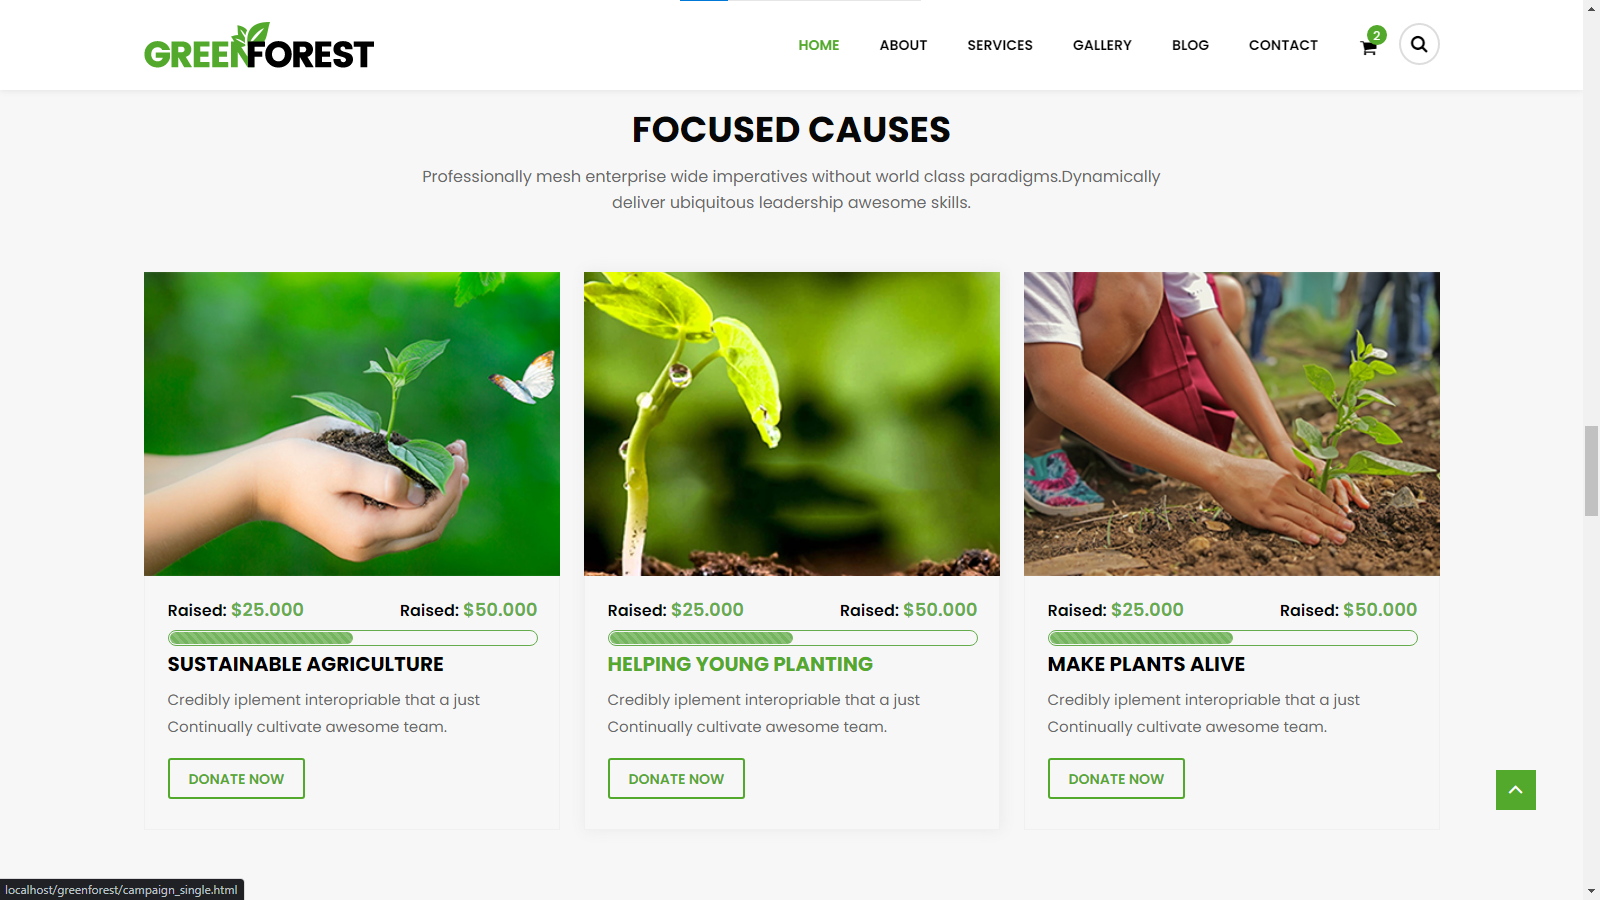 GREENFOREST
HOME ABOUT SERVICES GALLERY BLOG CONTACT 2
FOCUSED CAUSES
Professionally mesh enterprise wide imperatives without world class paradigms.Dynamically
deliver ubiquitous leadership awesome skills.
Raised: $25.000 Raised: $50.000
SUSTAINABLE AGRICULTURE
Credibly iplement interopriable that a just
Continually cultivate awesome team.
DONATE NOW
Raised: $25.000 Raised: $50.000
HELPING YOUNG PLANTING
Credibly iplement interopriable that a just
Continually cultivate awesome team.
DONATE NOW
Raised: $25.000 Raised: $50.000
MAKE PLANTS ALIVE
Credibly iplement interopriable that a just
Continually cultivate awesome team.
DONATE NOW
localhost/greenforest/campaign_single.html